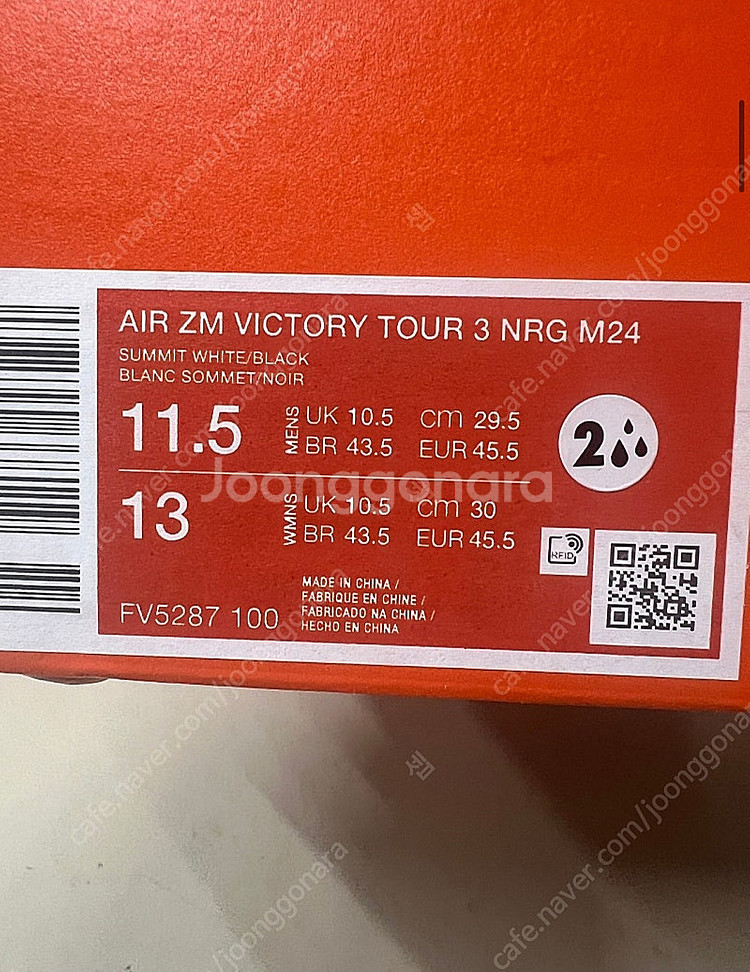 AIR ZM VICTORY TOUR 3 NRG M24
SUMMIT WHITE/BLACK
BLANC SOMMET/NOIR
11.5 MENS UK 10.5 cm 29.5
BR 43.5 EUR 45.5
2
Joonggonara
13 WMNS UK 10.5 cm 30
BR 43.5 EUR 45.5
RFID
MADE IN CHINA /
FABRIQUE EN CHINE /
FABRICADO NA CHINA /
HECHO EN CHINA
FV5287 100
cafe.naver.com/joonggonara